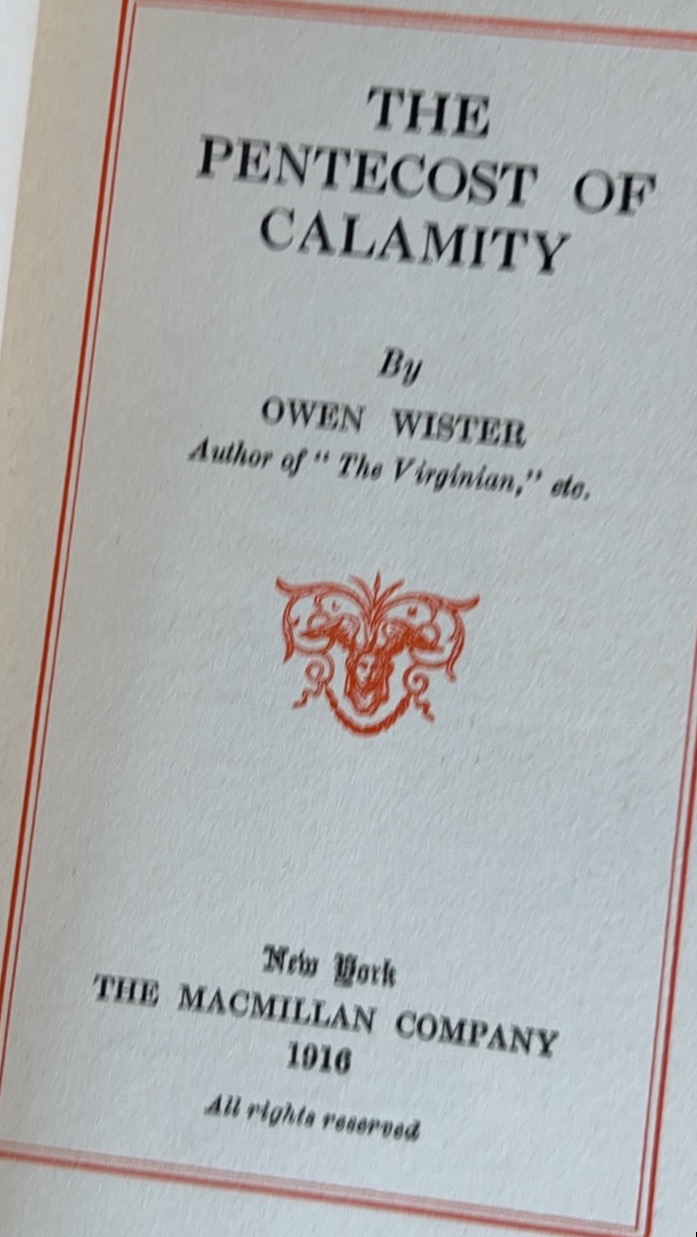 THE
PENTECOST OF
CALAMITY
By
OWEN WISTER
Author of “ The Virginian,” etc.
New York
THE MACMILLAN COMPANY
1916
All rights reserved